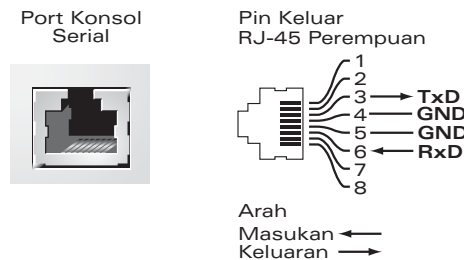 Port Konsol
Serial
Pin Keluar
RJ-45 Perempuan
1
2
3 TxD
4 GND
5 GND
6 RxD
7
8
Arah
Masukan
Keluaran